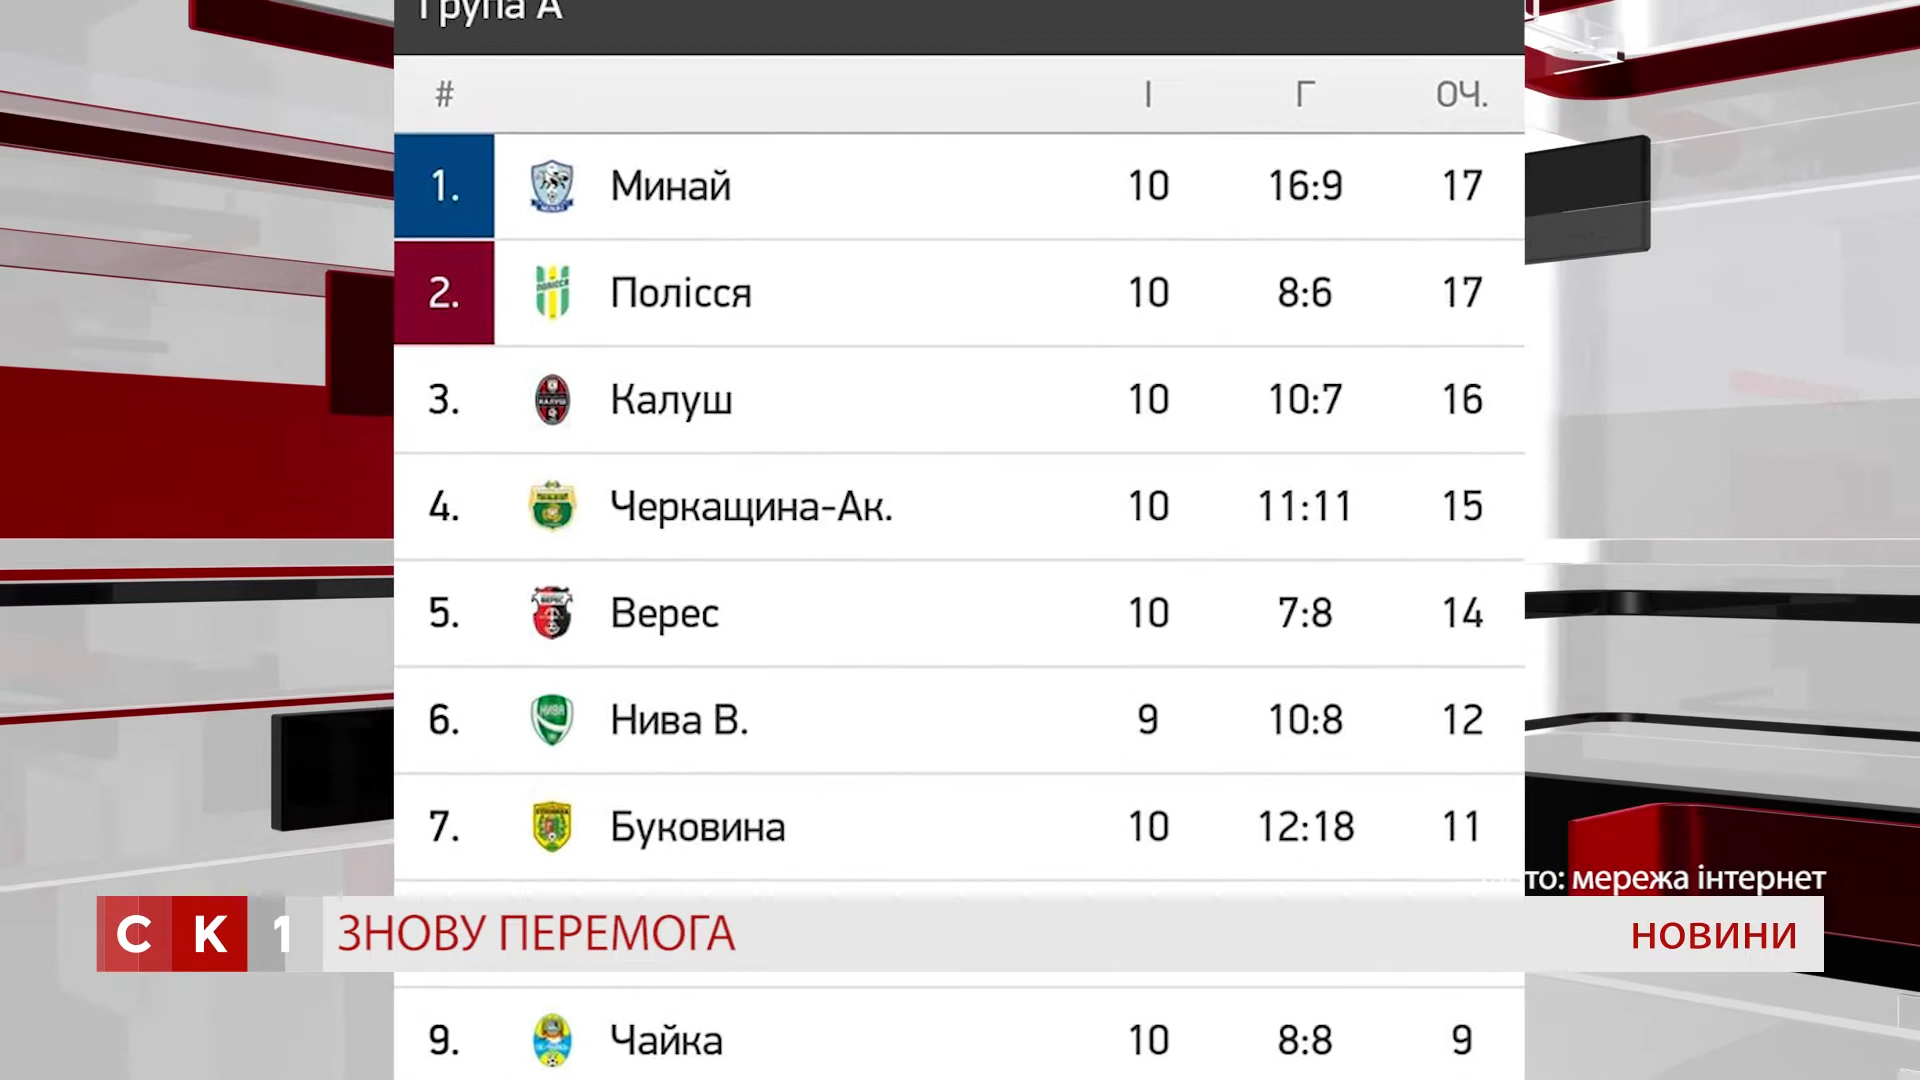 Група А
# І Г ОЧ.
1. Минай 10 16:9 17
2. Полісся 10 8:6 17
3. Калуш 10 10:7 16
4. Черкащина-Ак. 10 11:11 15
5. Верес 10 7:8 14
6. Нива В. 9 10:8 12
7. Буковина 10 12:18 11
мережа інтернет
СК1 ЗНОВУ ПЕРЕМОГА НОВИНИ
9. Чайка 10 8:8 9